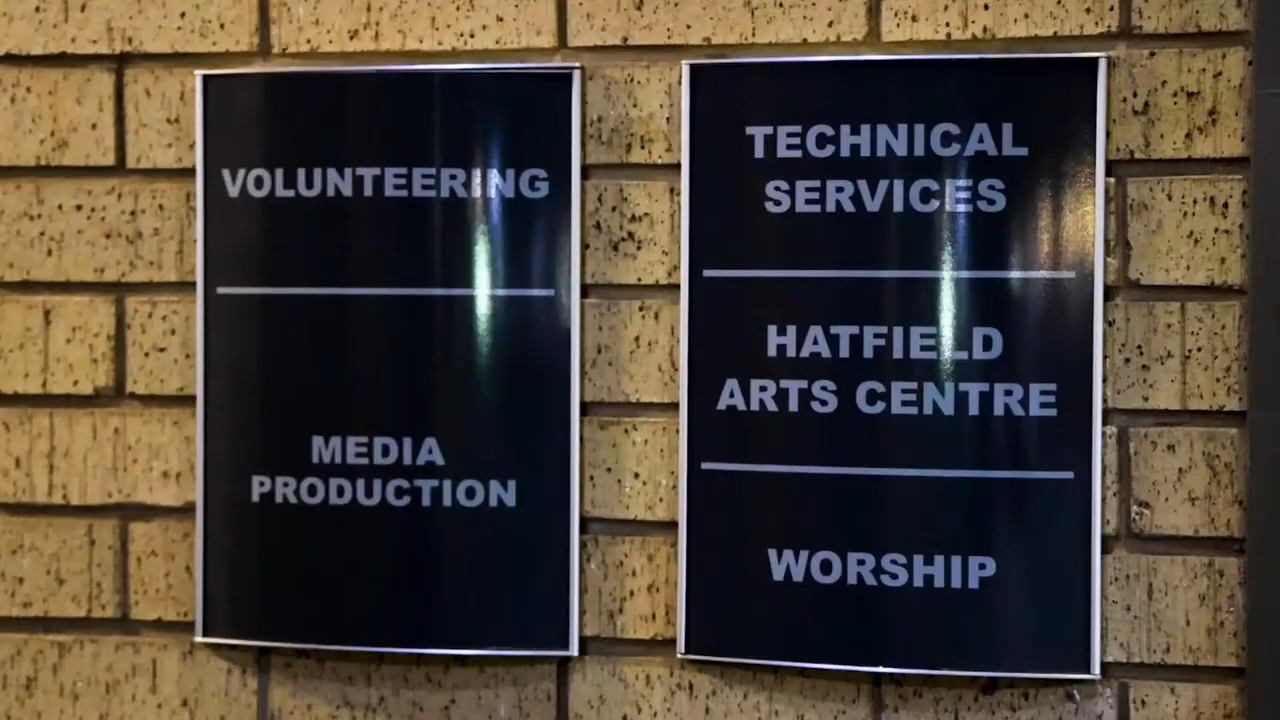 VOLUNTEERING
MEDIA
PRODUCTION
TECHNICAL
SERVICES
HATFIELD
ARTS CENTRE
WORSHIP